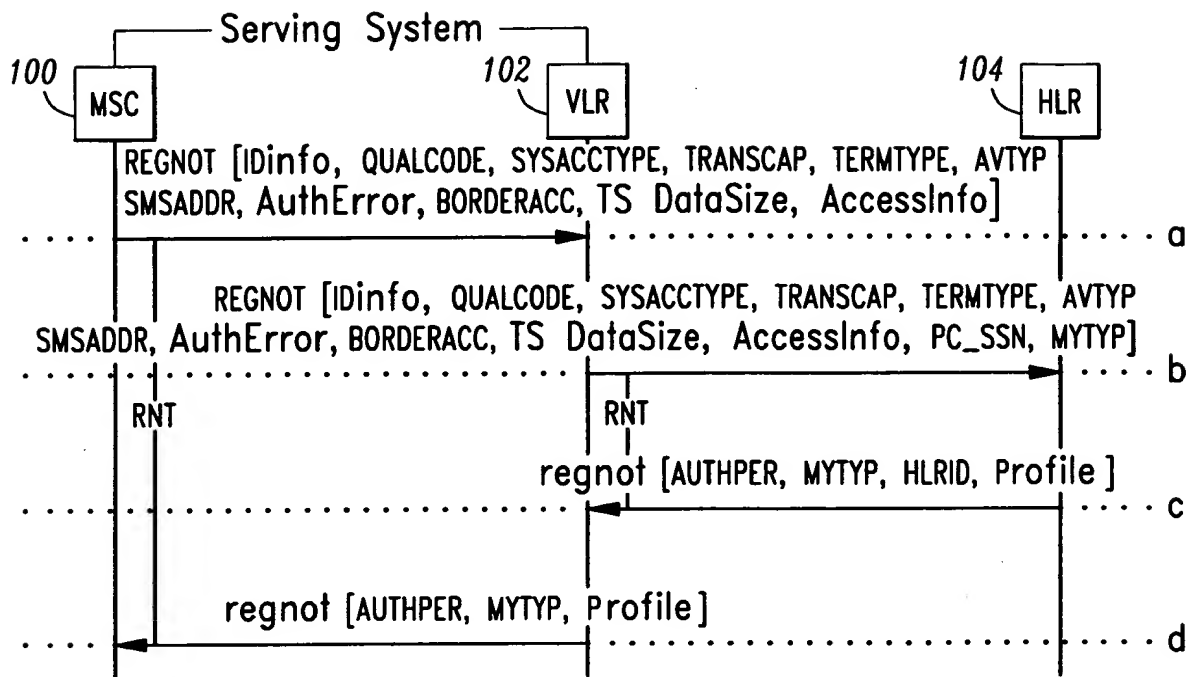 Serving System
100 102 104
MSC VLR HLR
REGNOT [IDinfo, QUALCODE, SYSACCTYPE, TRANSCAP, TERMTYPE, AVTYP
SMSADDR, AuthError, BORDERACC, TS DataSize, AccessInfo]
a
REGNOT [IDinfo, QUALCODE, SYSACCTYPE, TRANSCAP, TERMTYPE, AVTYP
SMSADDR, AuthError, BORDERACC, TS DataSize, AccessInfo, PC_SSN, MYTYP]
b
RNT RNT
regnot [AUTHPER, MYTYP, HLRID, Profile ]
c
regnot [AUTHPER, MYTYP, Profile]
d